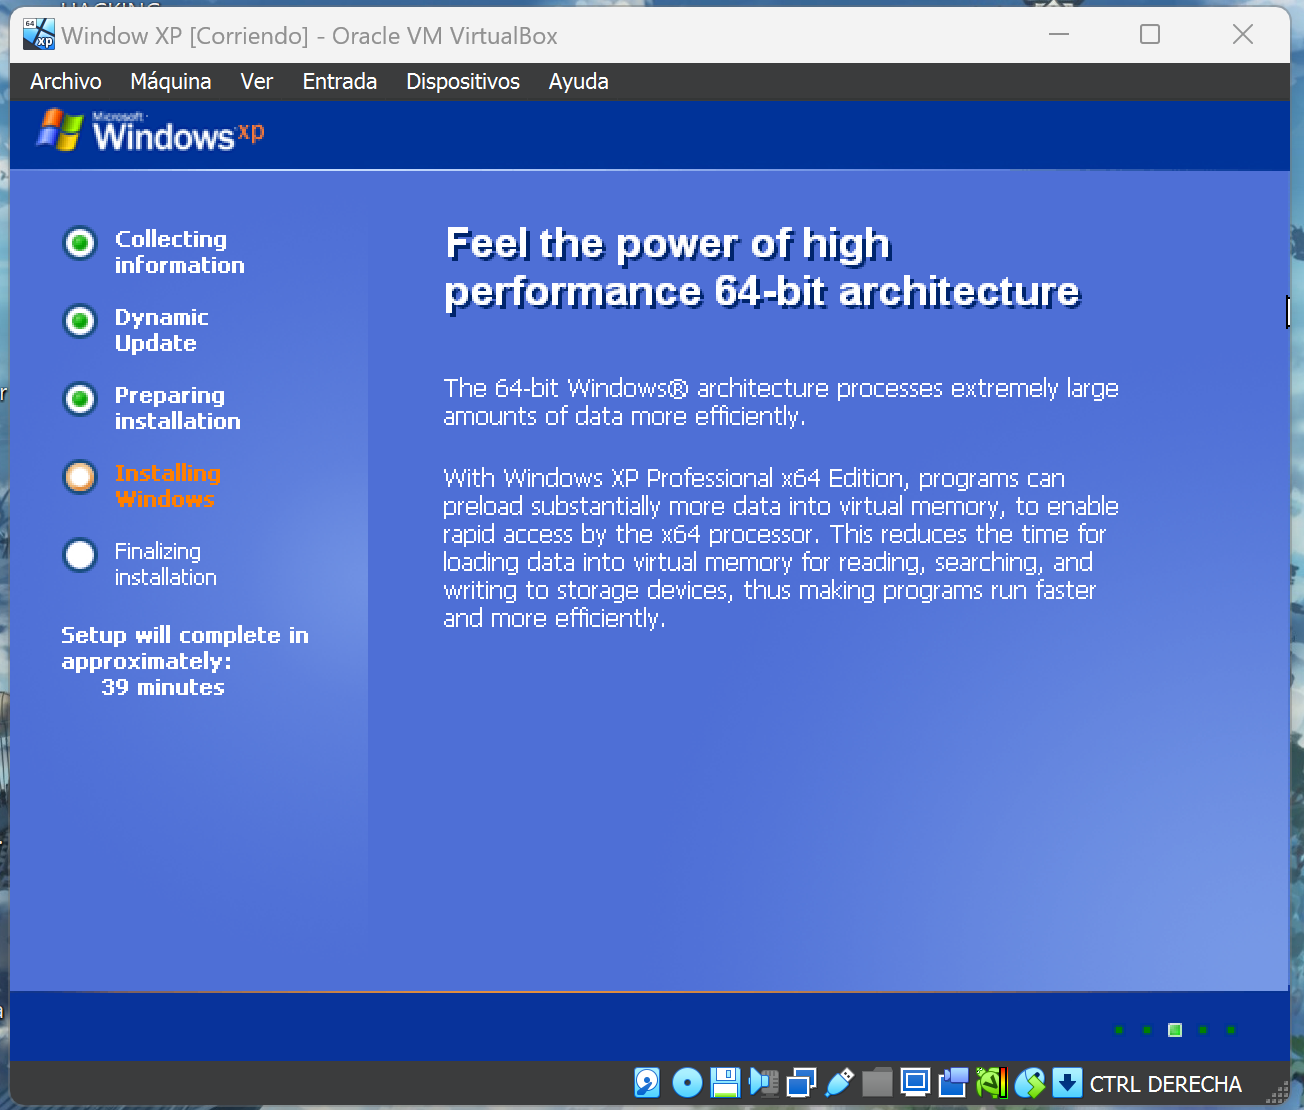 HACKING
Window XP [Corriendo] - Oracle VM VirtualBox
Archivo Máquina Ver Entrada Dispositivos Ayuda
Microsoft
Windows xp
Collecting
information
Dynamic
Update
Preparing
installation
Installing
Windows
Finalizing
installation
Setup will complete in
approximately:
39 minutes
Feel the power of high
performance 64-bit architecture
The 64-bit Windows® architecture processes extremely large
amounts of data more efficiently.
With Windows XP Professional x64 Edition, programs can
preload substantially more data into virtual memory, to enable
rapid access by the x64 processor. This reduces the time for
loading data into virtual memory for reading, searching, and
writing to storage devices, thus making programs run faster
and more efficiently.
CTRL DERECHA